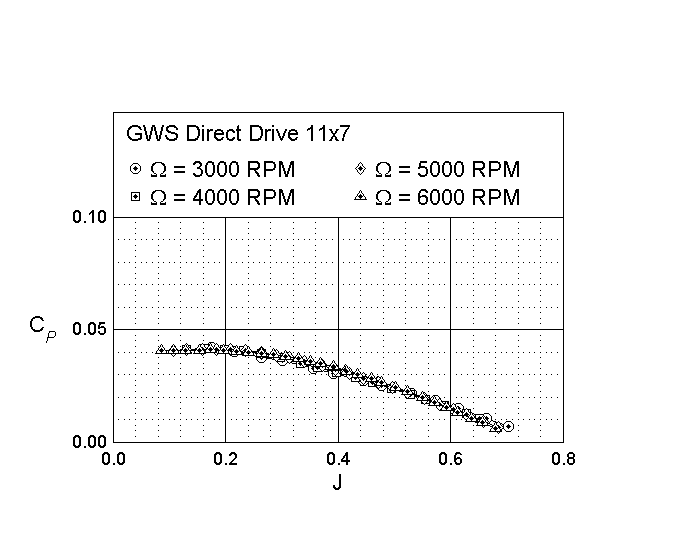 GWS Direct Drive 11x7
Ω = 3000 RPM Ω = 5000 RPM
Ω = 4000 RPM Ω = 6000 RPM
0.10
0.05
C_P
0.00
0.0 0.2 0.4 0.6 0.8
J